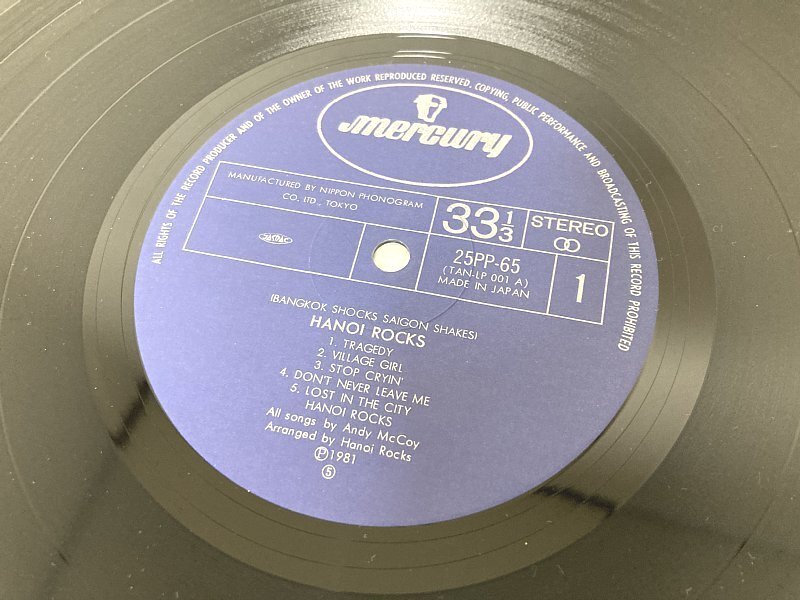 ALL RIGHTS OF THE RECORD PRODUCER AND OF THE OWNER OF THE WORK REPRODUCED RESERVED. COPYING, PUBLIC PERFORMANCE AND BROADCASTING OF THIS RECORD PROHIBITED
mercury
MANUFACTURED BY NIPPON PHONOGRAM
CO. LTD., TOKYO
33 1/3
STEREO
25PP-65
(TAN-LP 001 A)
MADE IN JAPAN
1
(BANGKOK SHOCKS SAIGON SHAKES)
HANOI ROCKS
1. TRAGEDY
2. VILLAGE GIRL
3. STOP CRYIN'
4. DON'T NEVER LEAVE ME
5. LOST IN THE CITY
HANOI ROCKS
All songs by Andy McCoy
Arranged by Hanoi Rocks
Ⓟ1981
⑤